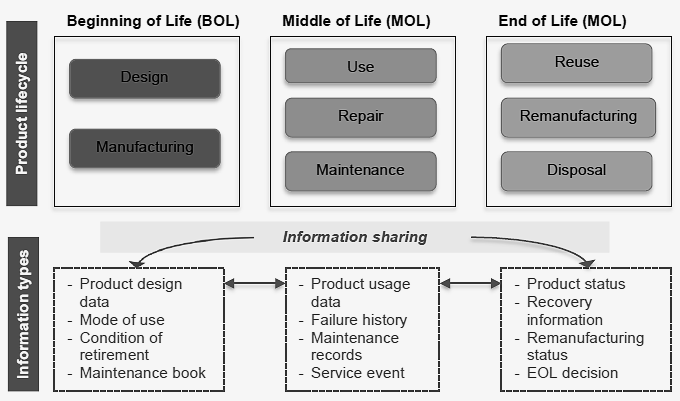 Beginning of Life (BOL)
Middle of Life (MOL)
End of Life (MOL)
Product lifecycle
Design
Manufacturing
Use
Repair
Maintenance
Reuse
Remanufacturing
Disposal
Information sharing
Information types
- Product design
data
- Mode of use
- Condition of
retirement
- Maintenance book
- Product usage
data
- Failure history
- Maintenance
records
- Service event
- Product status
- Recovery
information
- Remanufacturing
status
- EOL decision